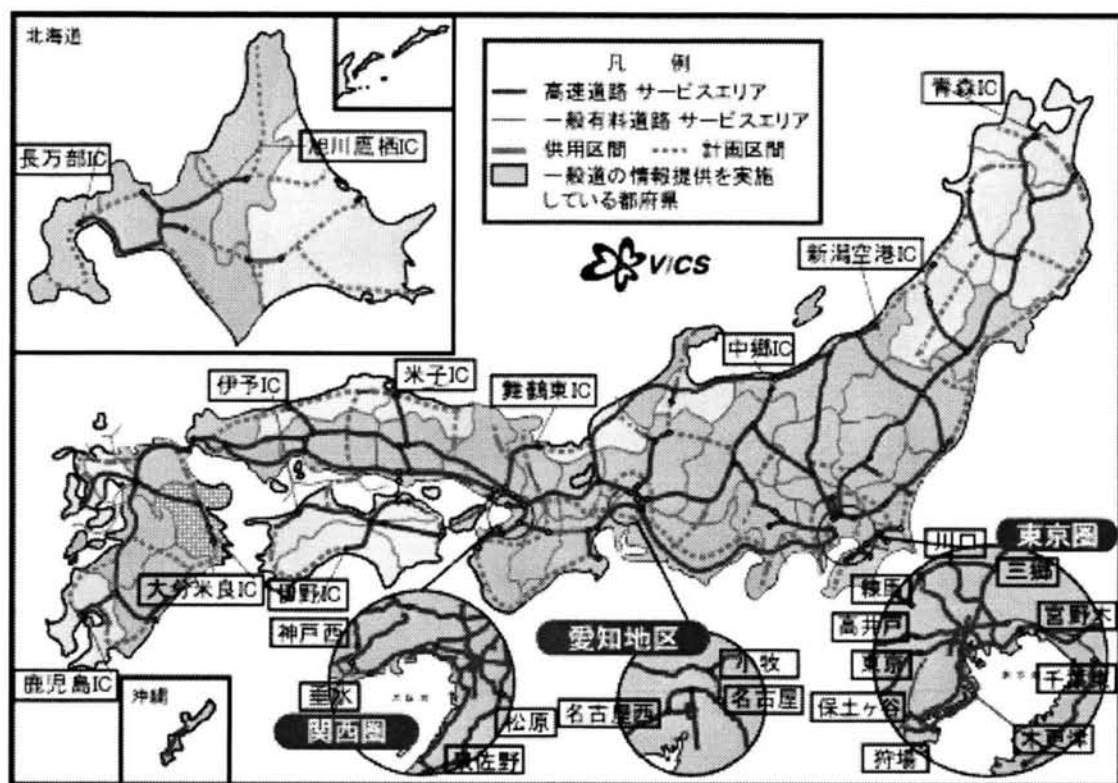 北海道
長万部IC
旭川鷹栖IC
凡 例
高速道路 サービスエリア
一般有料道路 サービスエリア
供用区間 計画区間
一般道の情報提供を実施
している都府県
VICS
青森IC
新潟空港IC
中郷IC
伊予IC
米子IC
舞鶴東IC
大分米良IC
鹿児島IC
沖縄
神戸西
垂水
関西圏
松原
泉佐野
愛知地区
小牧
名古屋
名古屋西
東京圏
川口
三郷
練馬
高井戸
宮野木
東京
千葉東
保土ヶ谷
木更津
狩場